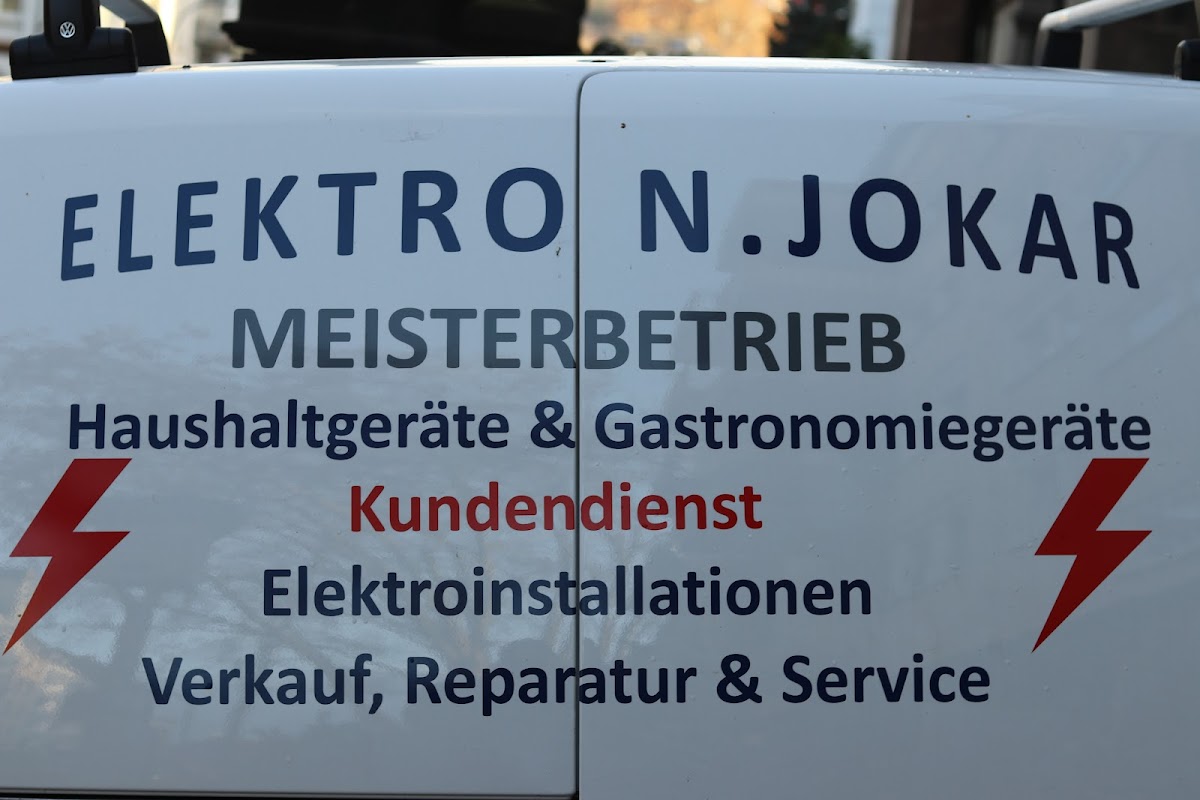 ELEKTRO N.JOKAR
MEISTERBETRIEB
Haushaltgeräte & Gastronomiegeräte
Kundendienst
Elektroinstallationen
Verkauf, Reparatur & Service